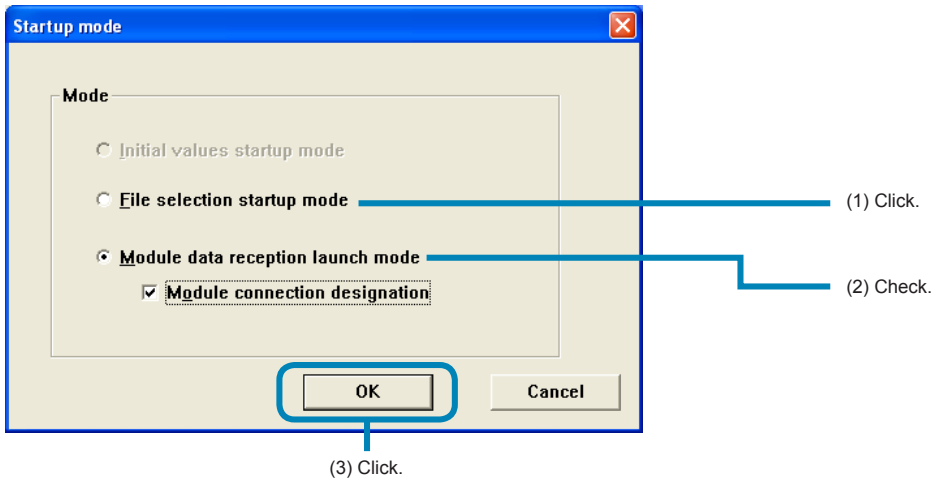 Startup mode
Mode
Initial values startup mode
File selection startup mode
(1) Click.
Module data reception launch mode
Module connection designation
(2) Check.
OK
Cancel
(3) Click.